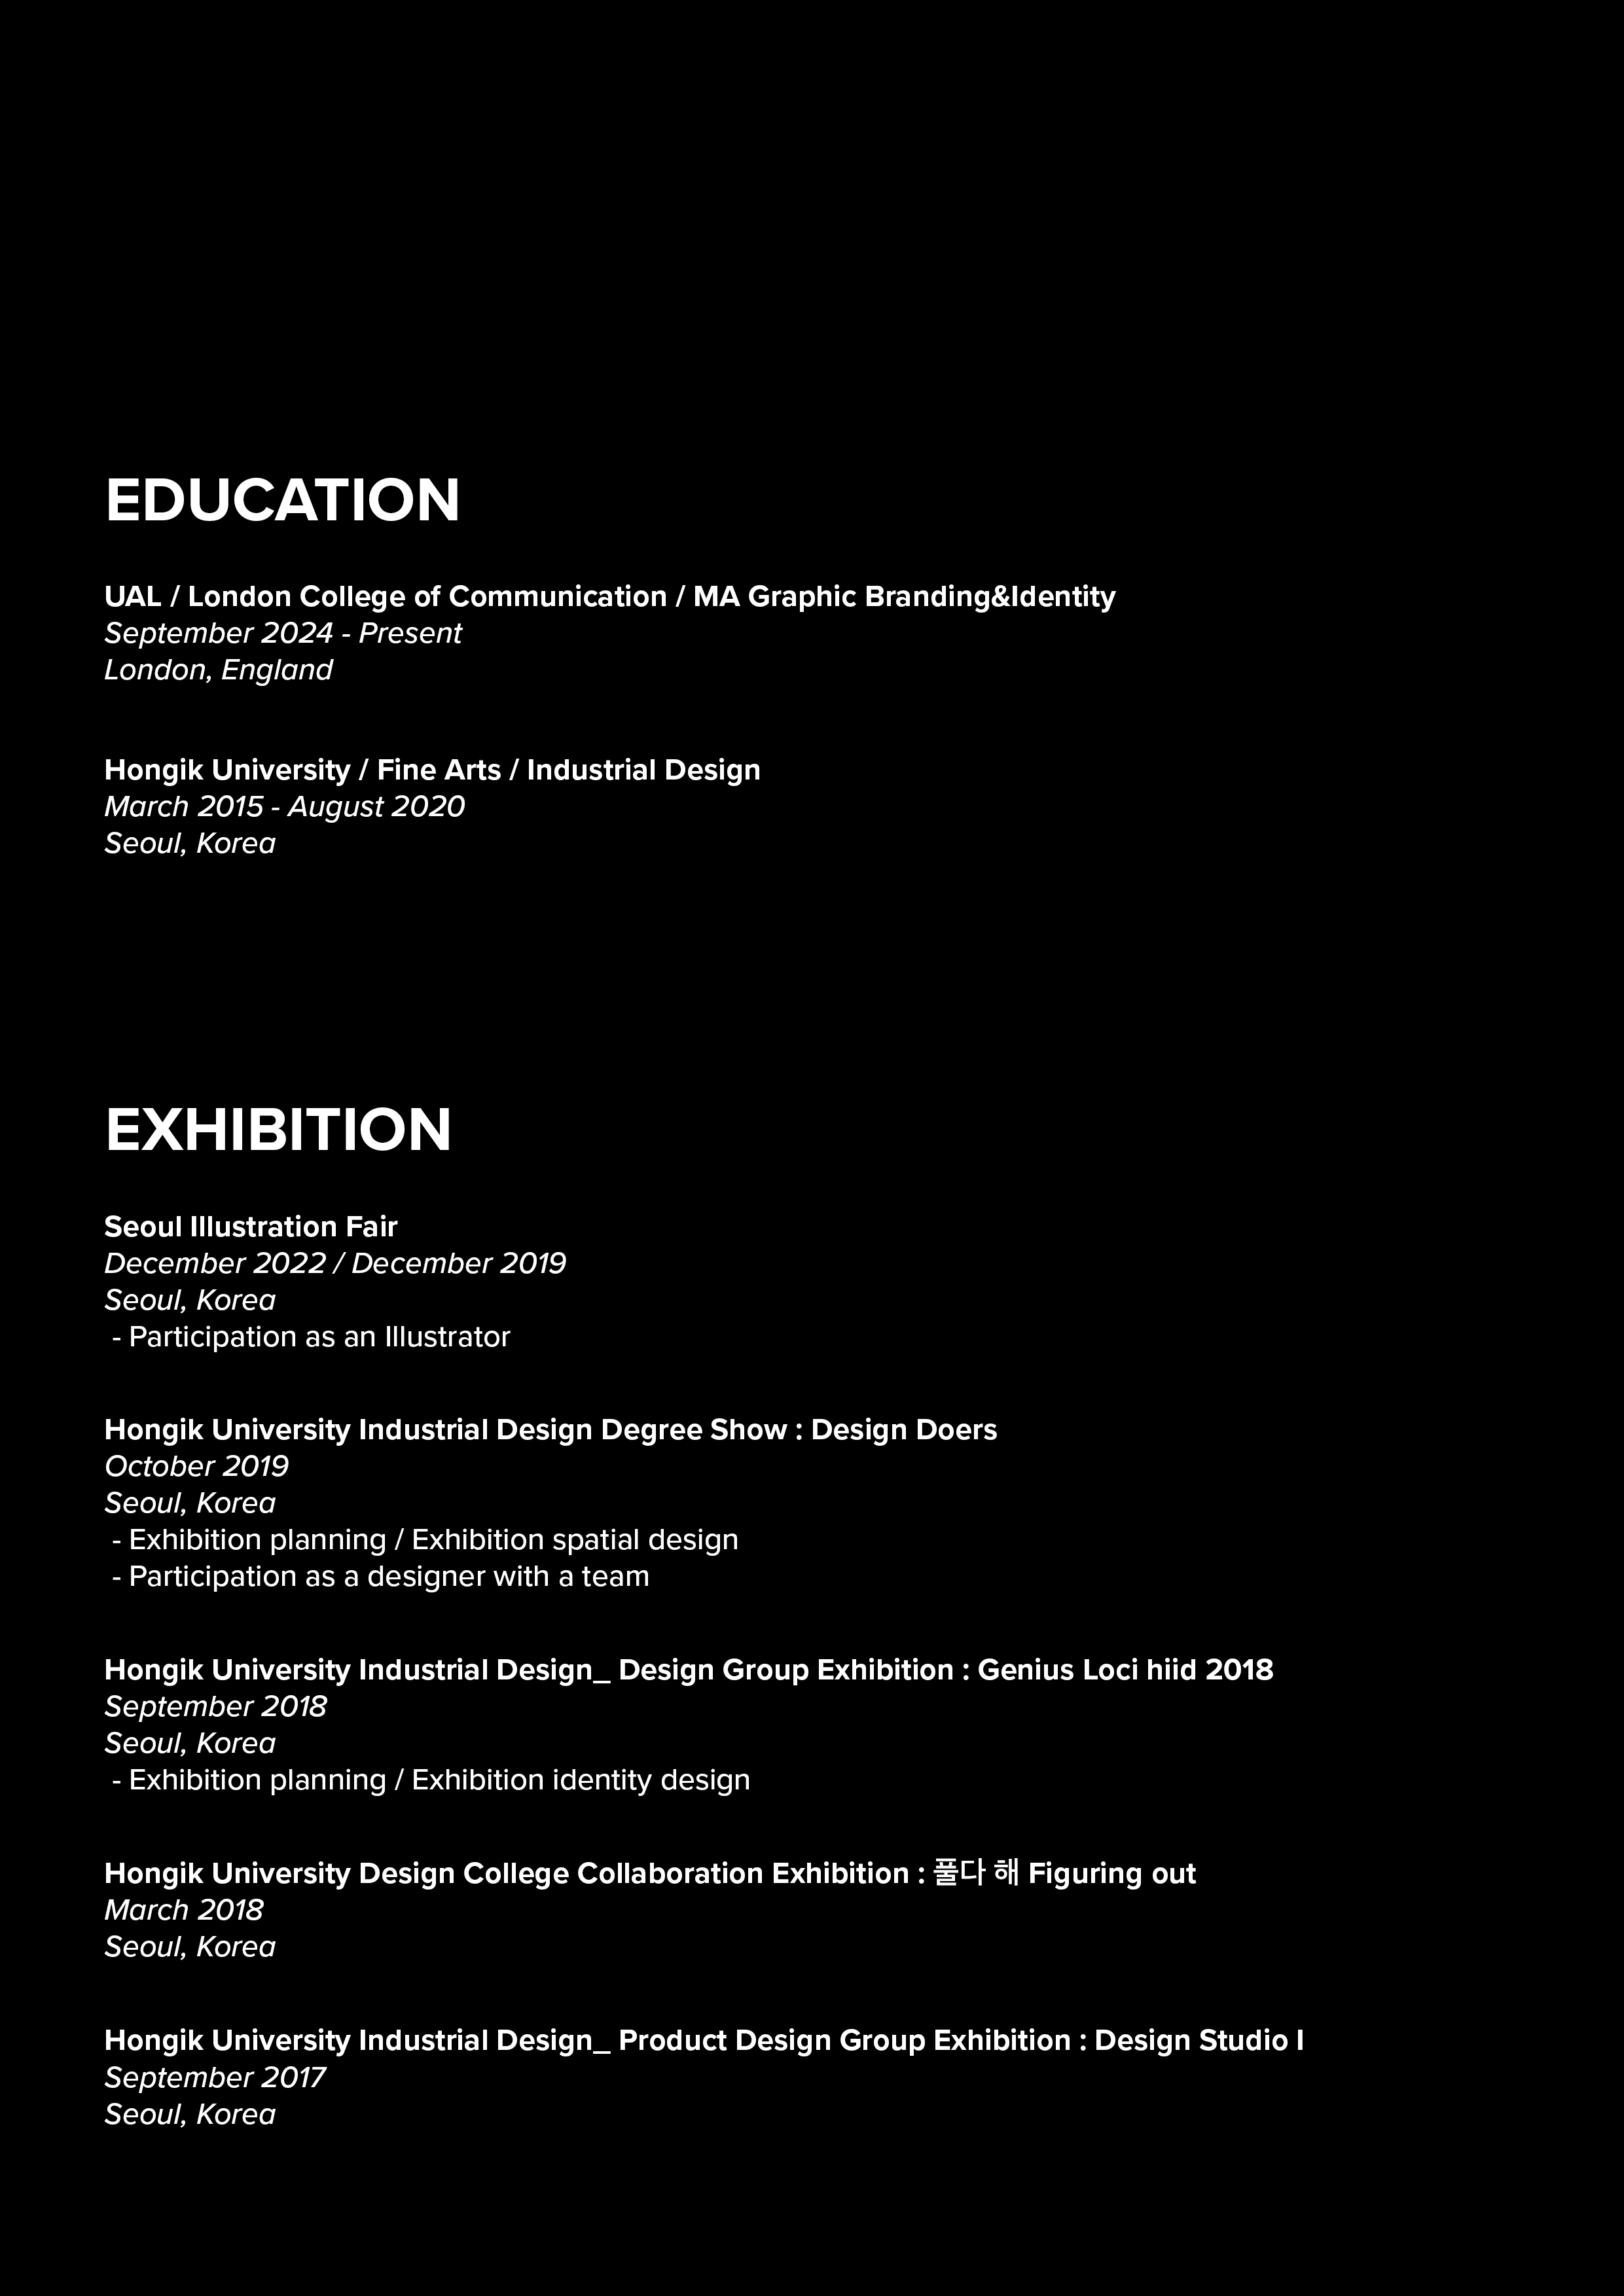 EDUCATION
UAL / London College of Communication / MA Graphic Branding&Identity
September 2024 - Present
London, England
Hongik University / Fine Arts / Industrial Design
March 2015 - August 2020
Seoul, Korea
EXHIBITION
Seoul Illustration Fair
December 2022 / December 2019
Seoul, Korea
- Participation as an Illustrator
Hongik University Industrial Design Degree Show : Design Doers
October 2019
Seoul, Korea
- Exhibition planning / Exhibition spatial design
- Participation as a designer with a team
Hongik University Industrial Design_ Design Group Exhibition : Genius Loci hiid 2018
September 2018
Seoul, Korea
- Exhibition planning / Exhibition identity design
Hongik University Design College Collaboration Exhibition : 풀다 해 Figuring out
March 2018
Seoul, Korea
Hongik University Industrial Design_ Product Design Group Exhibition : Design Studio I
September 2017
Seoul, Korea